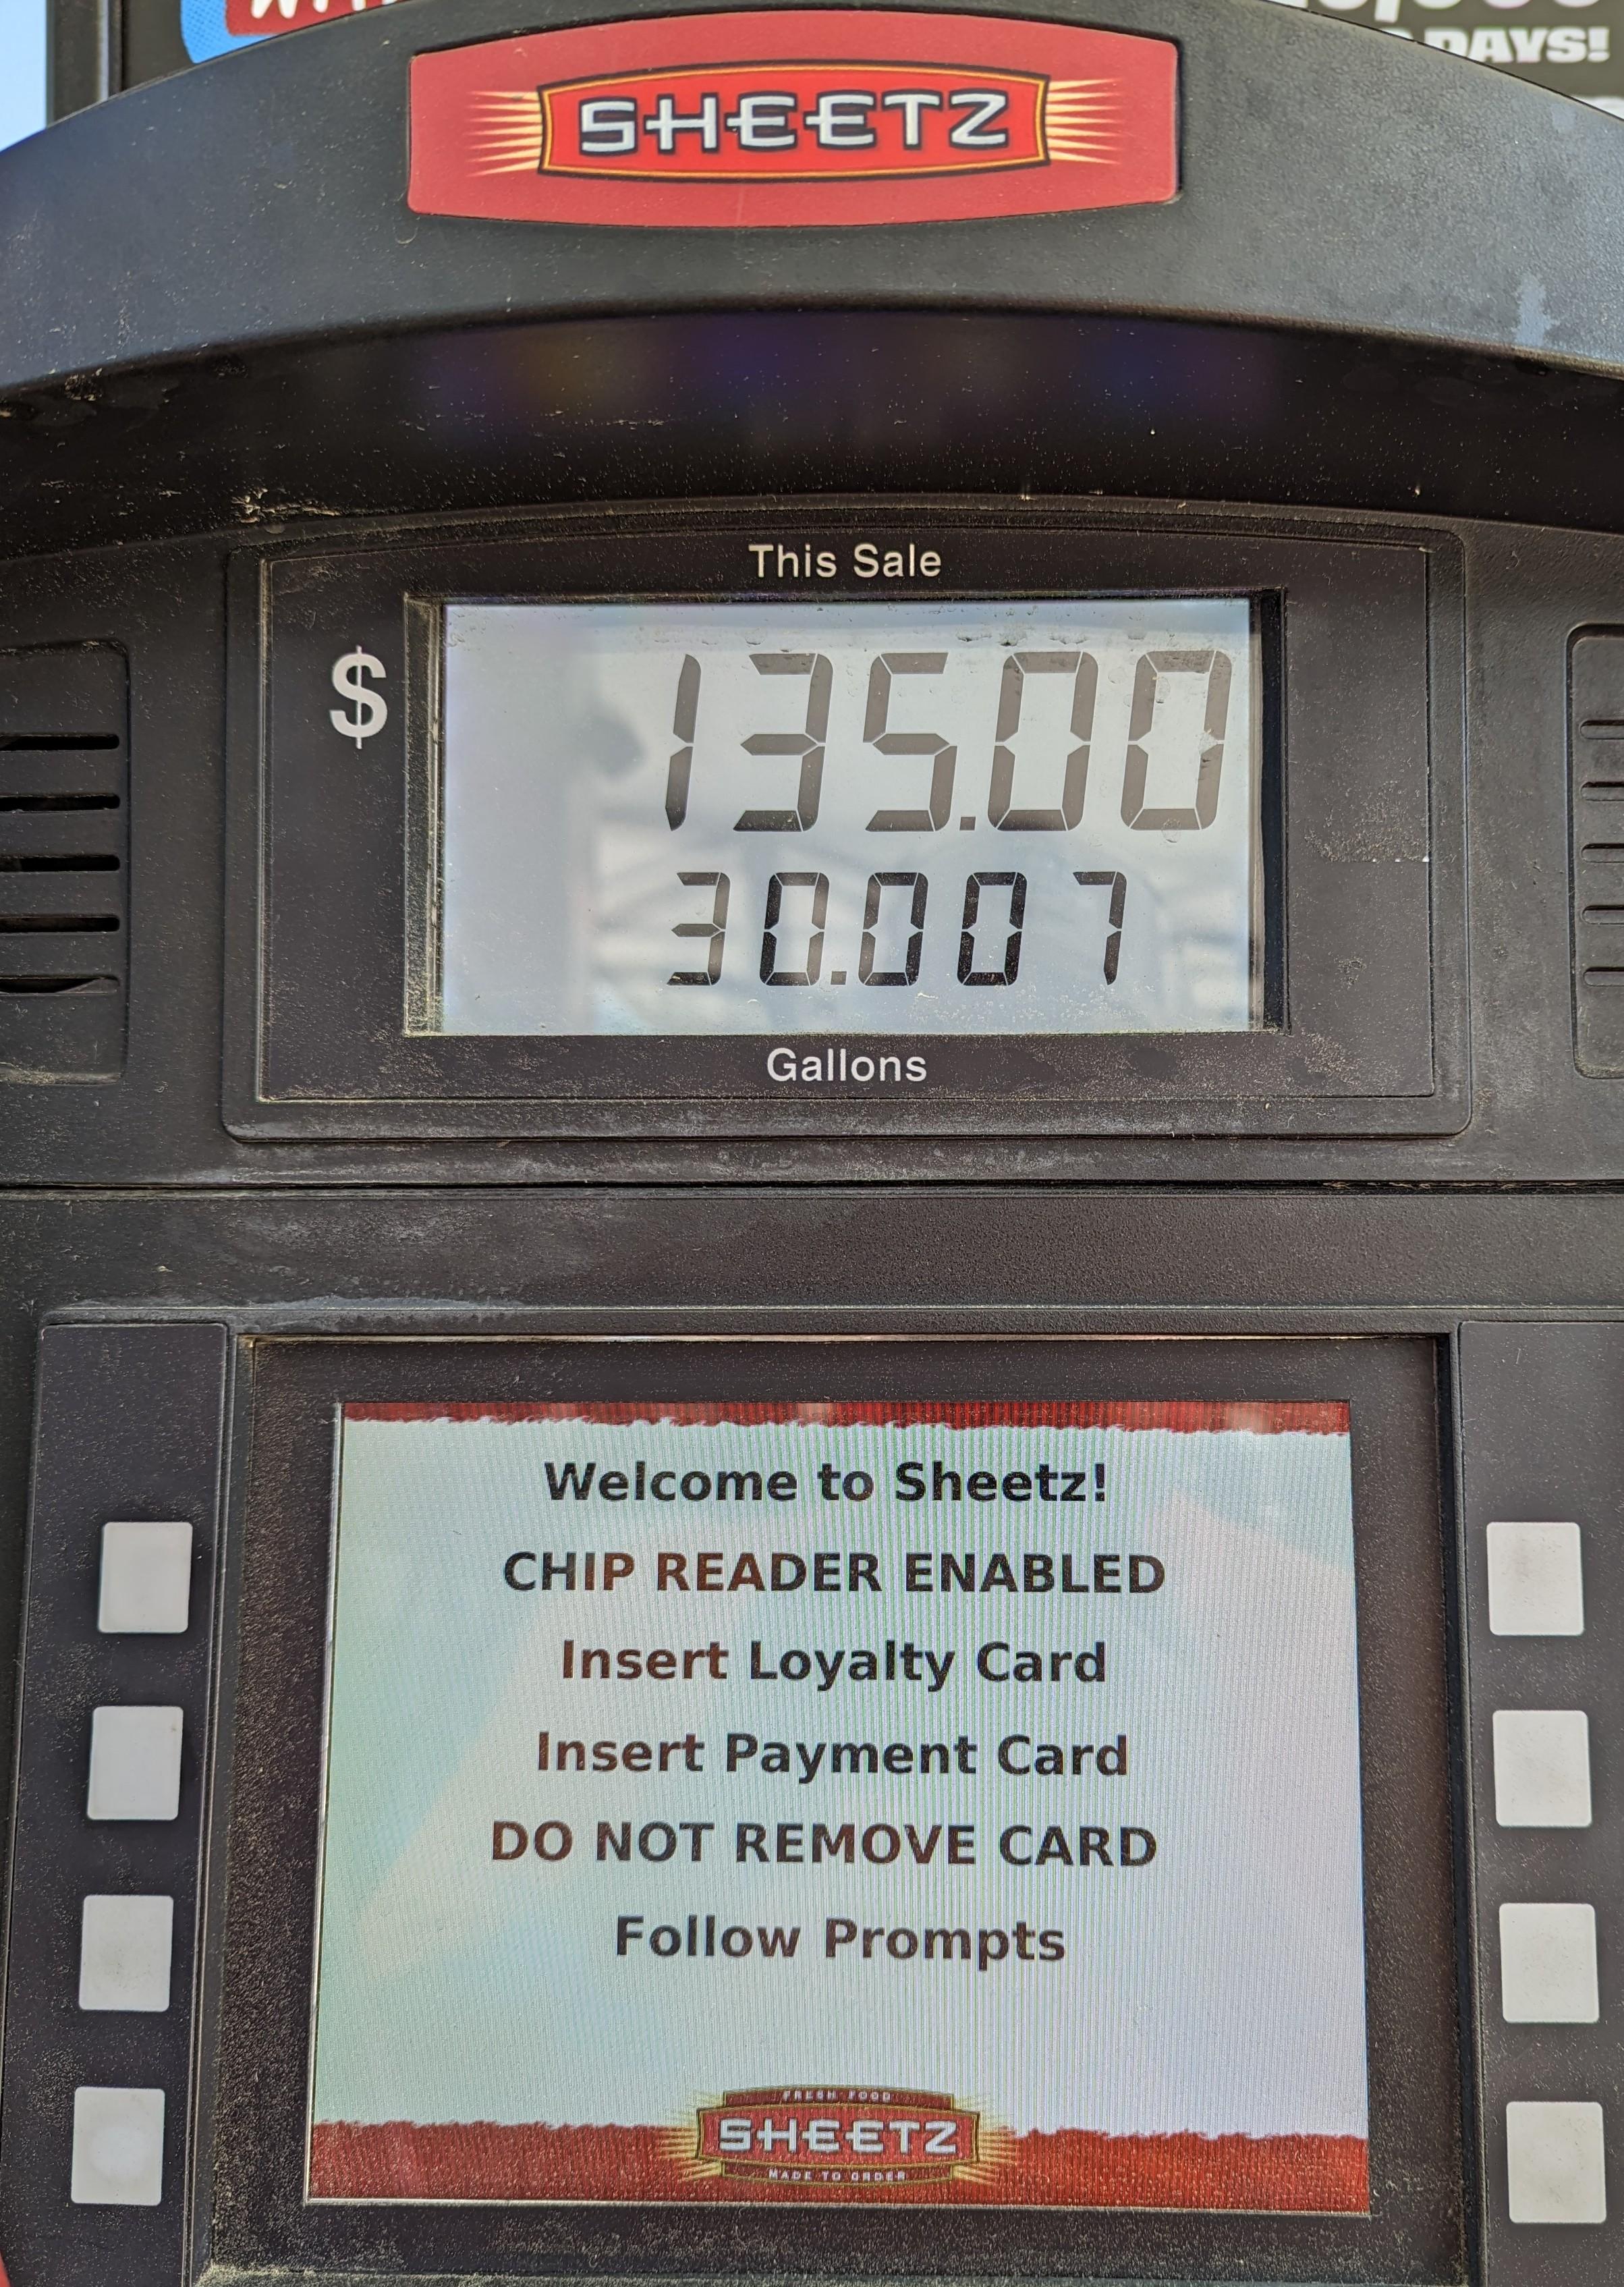 DAYS!
SHEETZ
This Sale
$ 135.00
30.007
Gallons
Welcome to Sheetz!
CHIP READER ENABLED
Insert Loyalty Card
Insert Payment Card
DO NOT REMOVE CARD
Follow Prompts
FRESH FOOD
SHEETZ
MADE TO ORDER